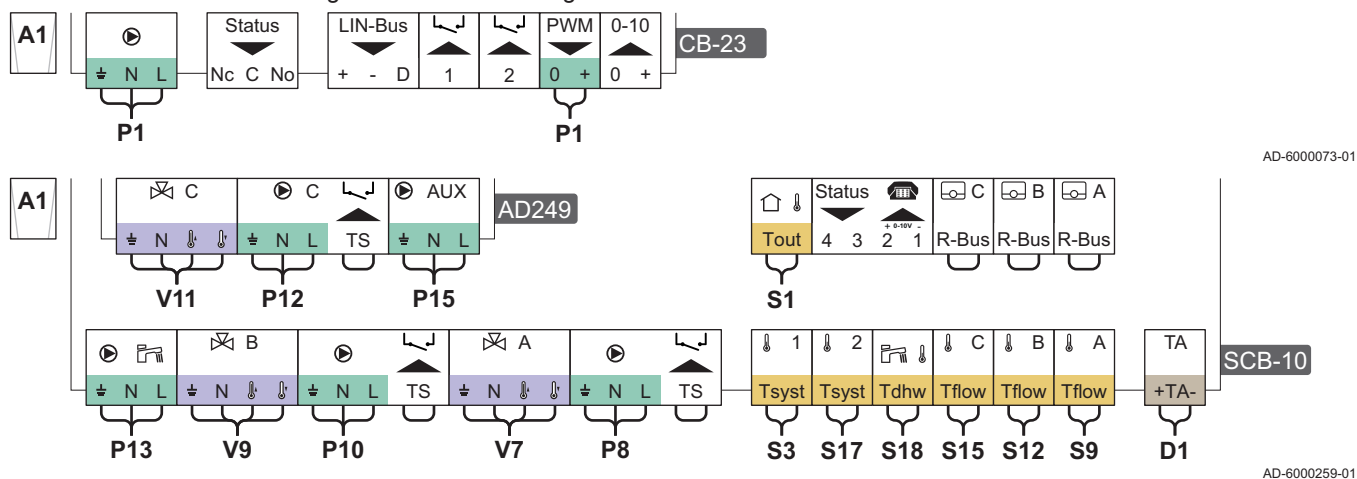 A1
Status
LIN-Bus
PWM
0-10
CB-23
N L
Nc C No
+ - D
1
2
0 +
0 +
P1
P1
AD-6000073-01
A1
C
C
AUX
AD249
Status
C
B
A
N
N L
TS
N L
Tout
4 3
+ 0-10V -
2 1
R-Bus
R-Bus
R-Bus
V11
P12
P15
S1
B
A
1
2
C
B
A
TA
SCB-10
N L
N
N L
TS
N
N L
TS
Tsyst
Tsyst
Tdhw
Tflow
Tflow
Tflow
+TA-
P13
V9
P10
V7
P8
S3
S17
S18
S15
S12
S9
D1
AD-6000259-01